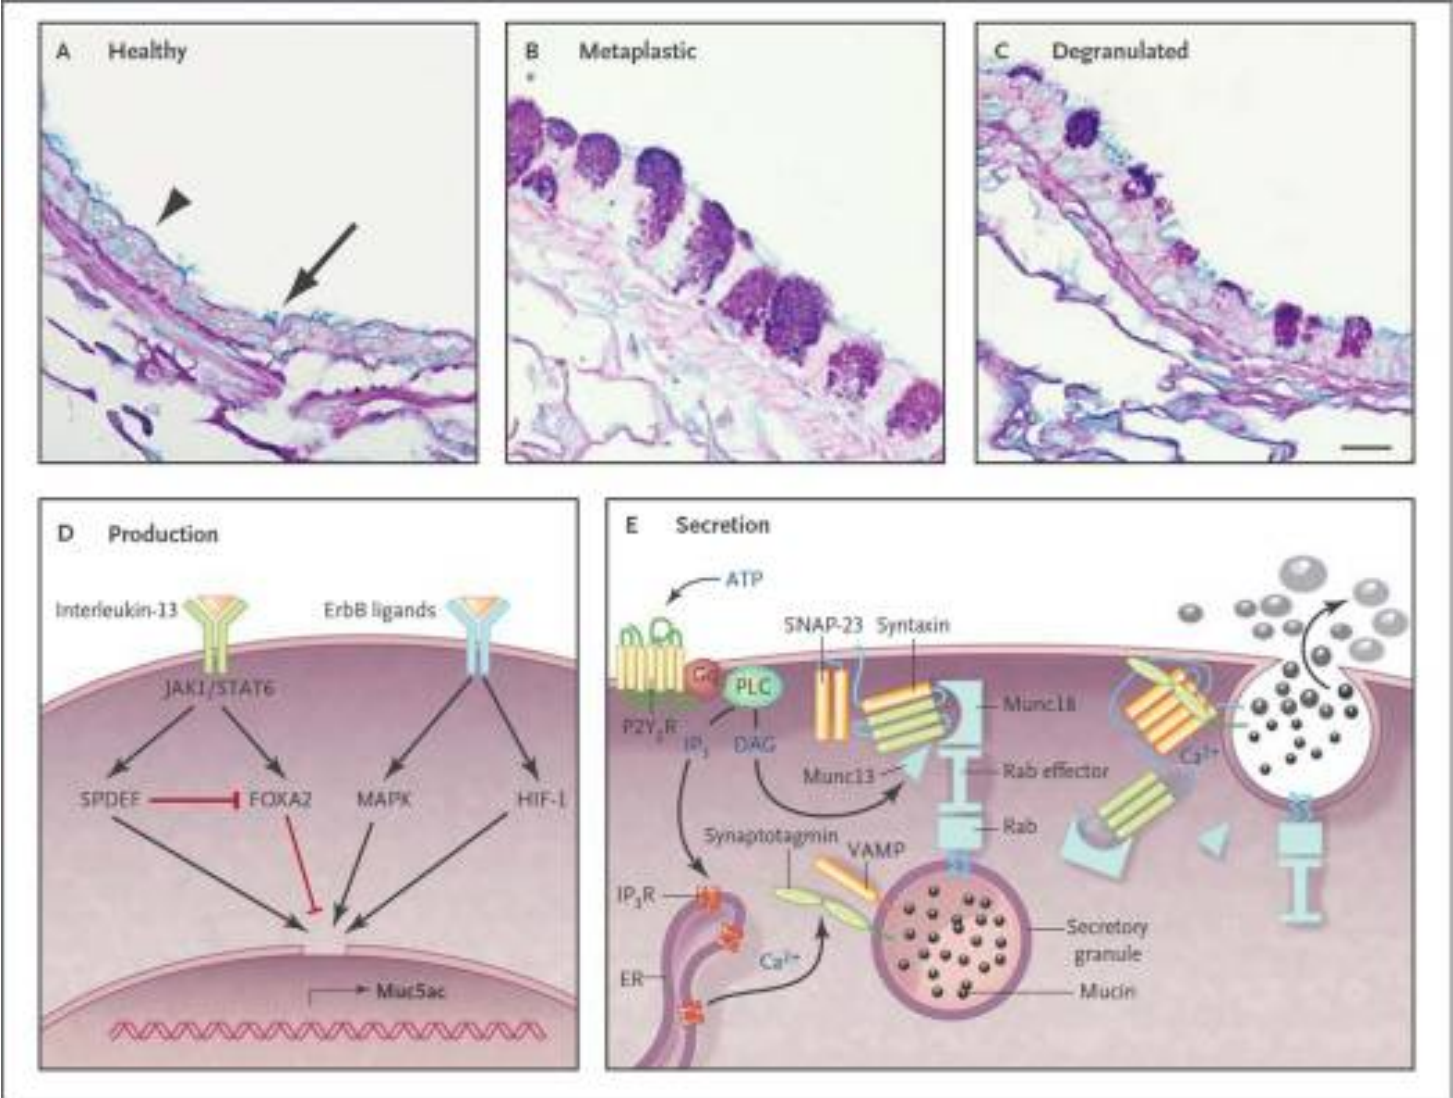 A Healthy
B Metaplastic
C Degranulated
D Production
Interleukin-13
ErbB ligands
JAK1/STAT6
SPDEF
FOXA2
MAPK
HIF-1
Muc5ac
E Secretion
ATP
SNAP-23
Syntaxin
Gq
PLC
P2Y₂R
IP₃
DAG
Munc18
Munc13
Rab effector
Rab
Ca²⁺
Synaptotagmin
VAMP
IP₃R
ER
Ca²⁺
Secretory
granule
Mucin